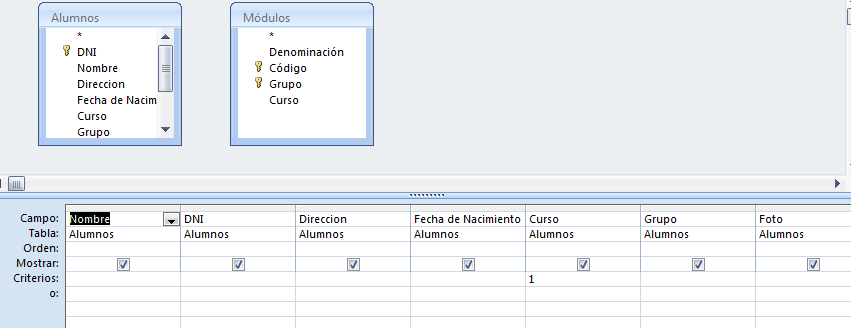 Alumnos
*
DNI
Nombre
Direccion
Fecha de Nacim
Curso
Grupo
Módulos
*
Denominación
Código
Grupo
Curso
Campo: Nombre DNI Direccion Fecha de Nacimiento Curso Grupo Foto
Tabla: Alumnos Alumnos Alumnos Alumnos Alumnos Alumnos Alumnos
Orden:
Mostrar:
Criterios: 1
o: